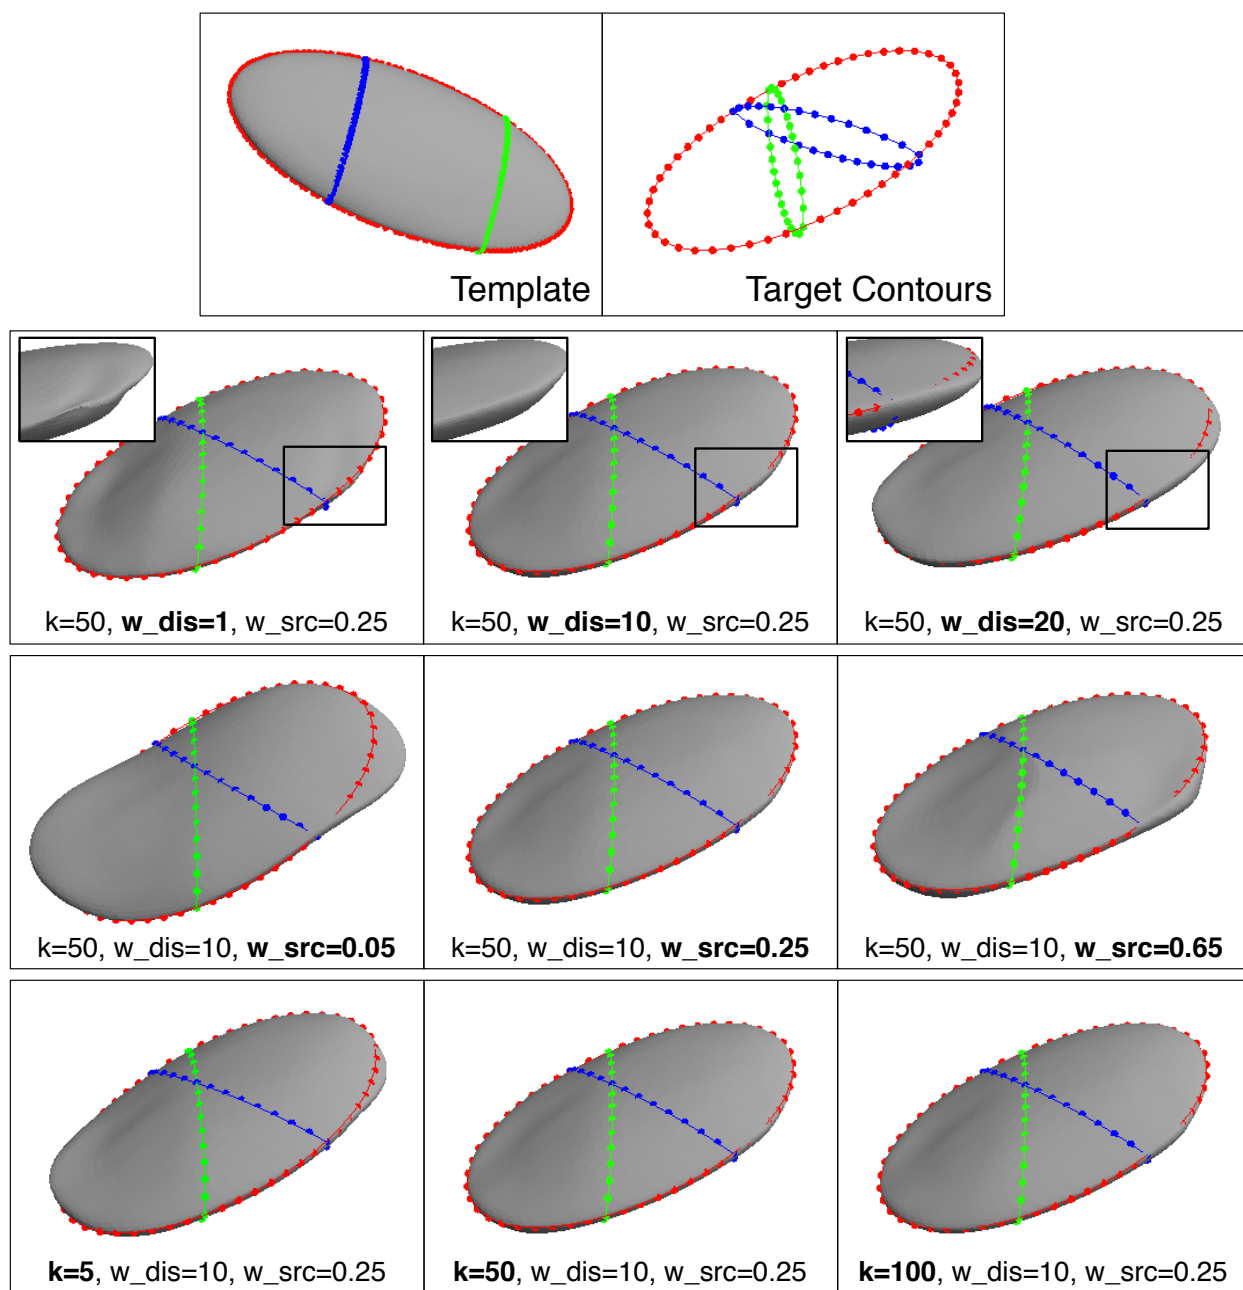 Template
Target Contours
k=50, w_dis=1, w_src=0.25
k=50, w_dis=10, w_src=0.25
k=50, w_dis=20, w_src=0.25
k=50, w_dis=10, w_src=0.05
k=50, w_dis=10, w_src=0.25
k=50, w_dis=10, w_src=0.65
k=5, w_dis=10, w_src=0.25
k=50, w_dis=10, w_src=0.25
k=100, w_dis=10, w_src=0.25